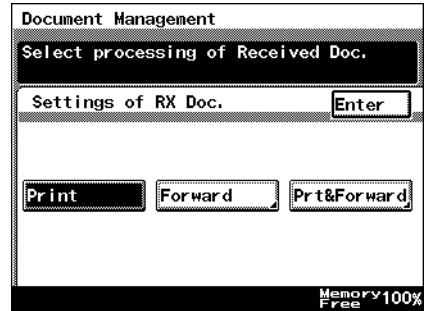 Document Management
Select processing of Received Doc.
Settings of RX Doc.
Enter
Print Forward Prt&Forward
Memory Free 100%